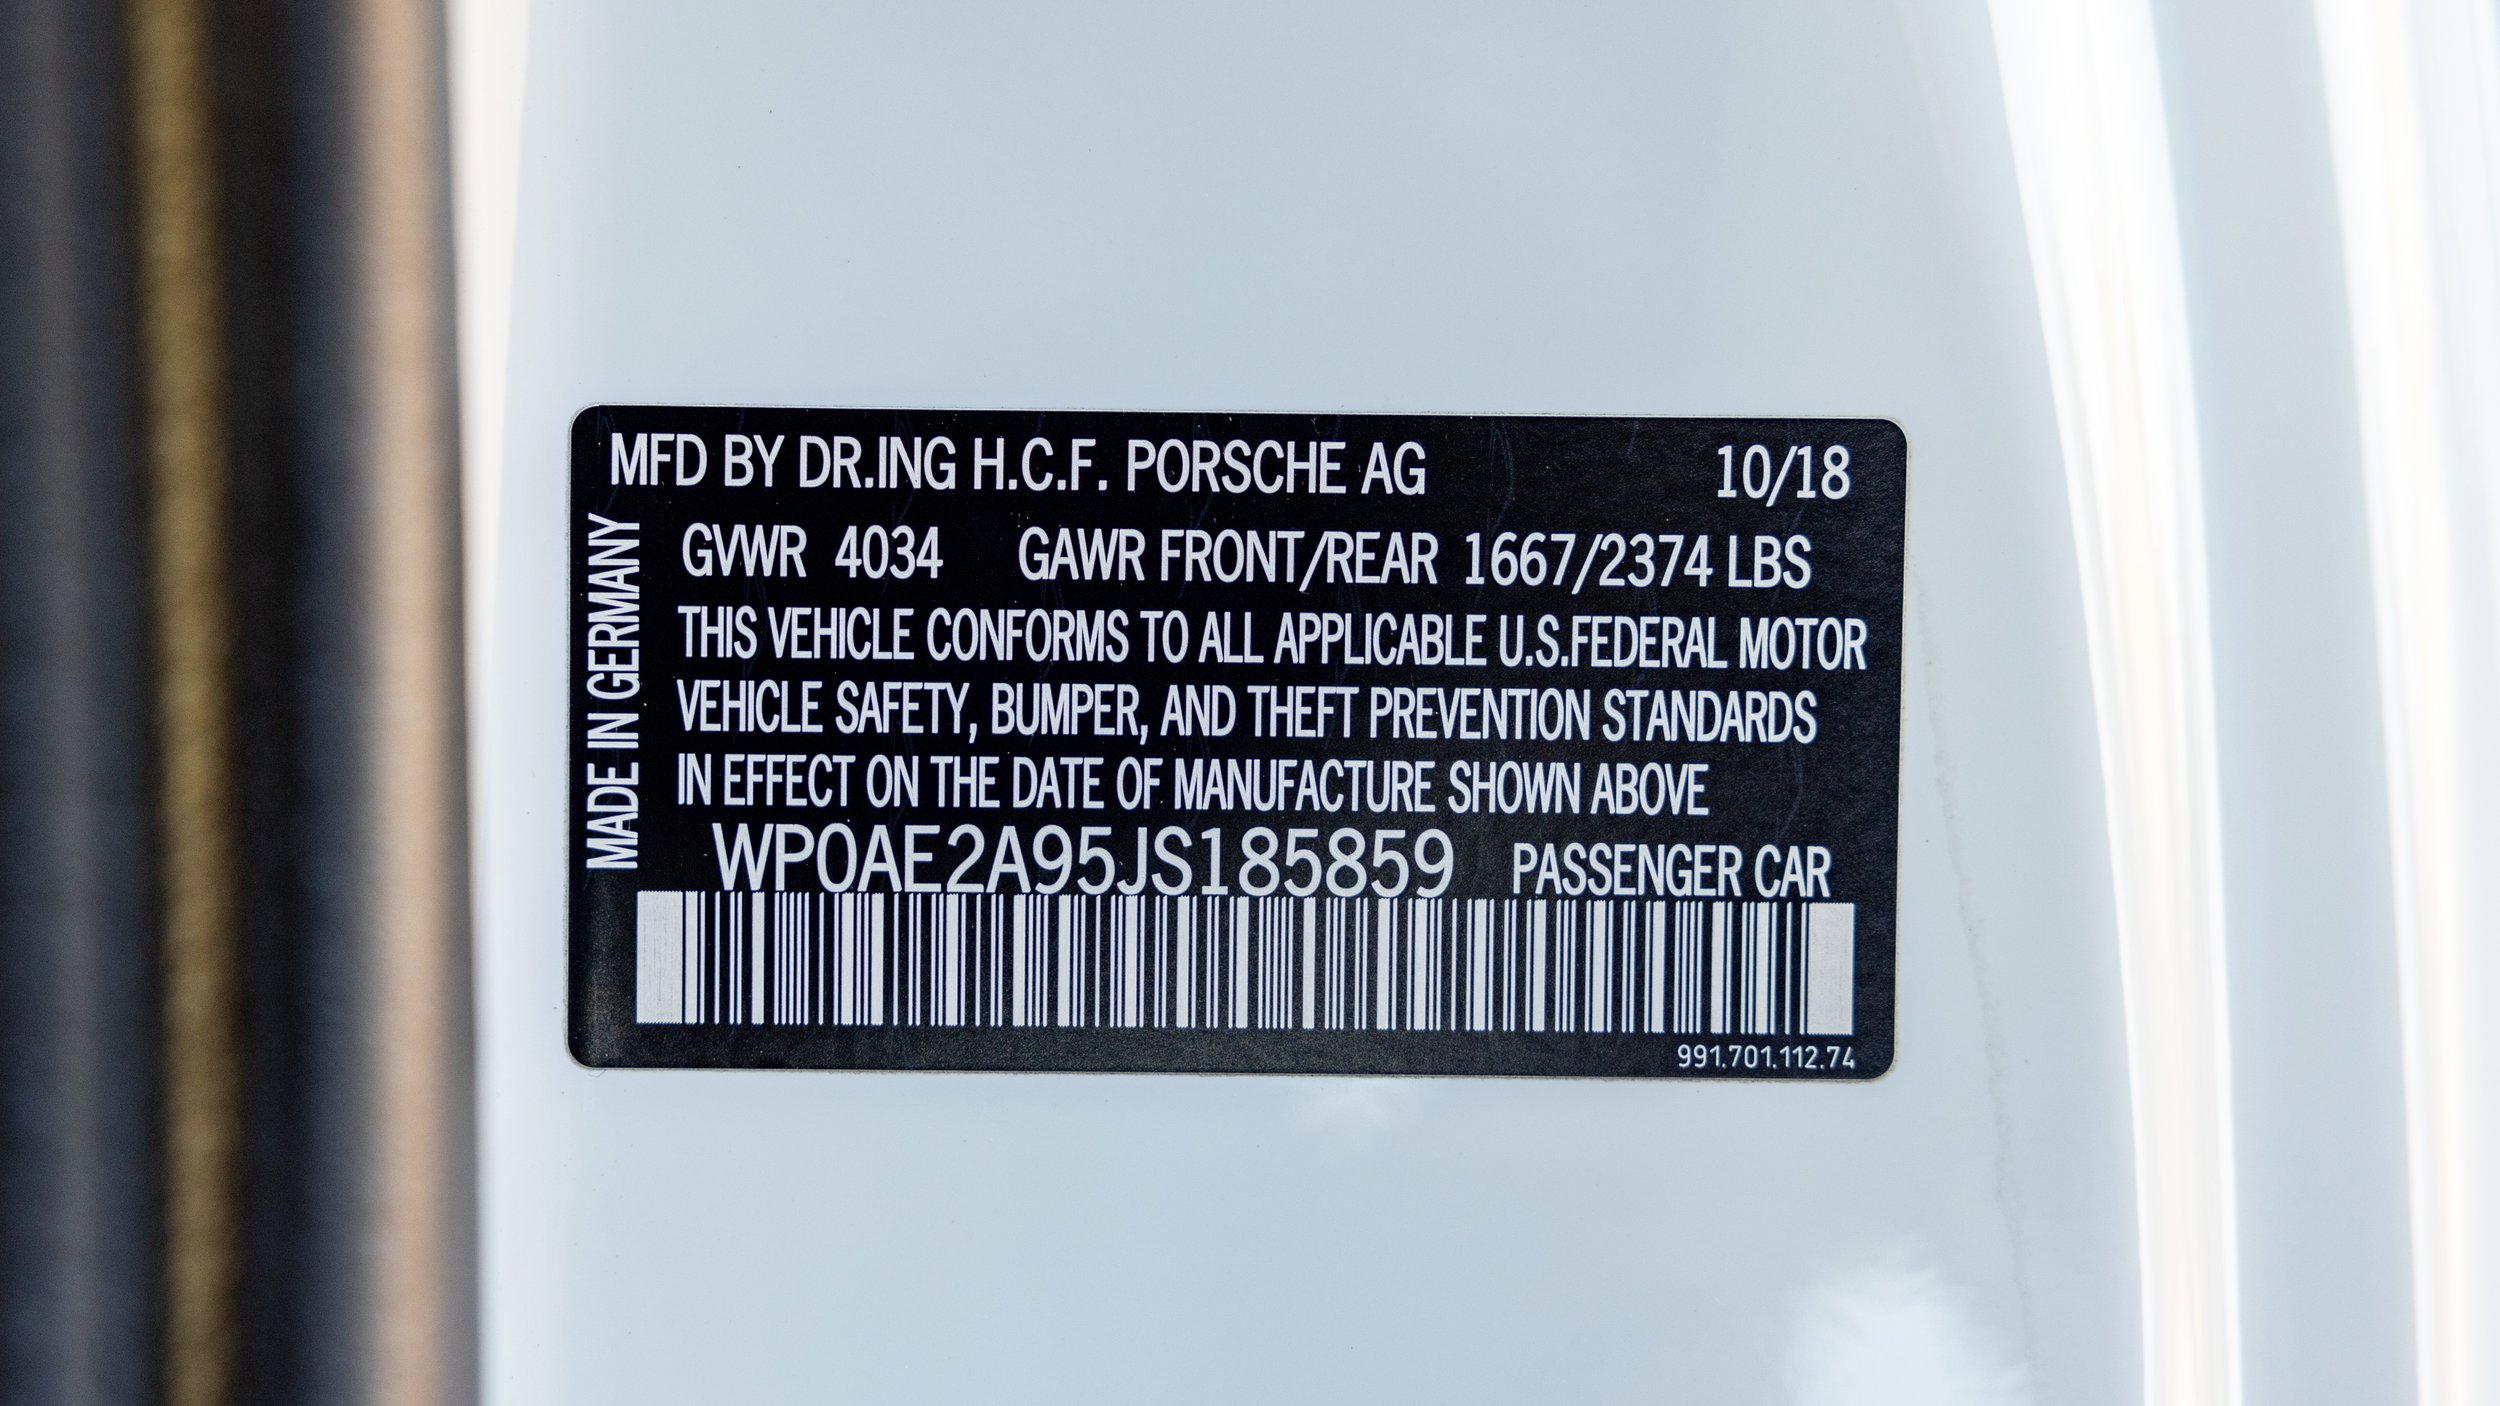 MFD BY DR.ING H.C.F. PORSCHE AG 10/18
MADE IN GERMANY
GVWR 4034 GAWR FRONT/REAR 1667/2374 LBS
THIS VEHICLE CONFORMS TO ALL APPLICABLE U.S.FEDERAL MOTOR
VEHICLE SAFETY, BUMPER, AND THEFT PREVENTION STANDARDS
IN EFFECT ON THE DATE OF MANUFACTURE SHOWN ABOVE
WP0AE2A95JS185859 PASSENGER CAR
991.701.112.74